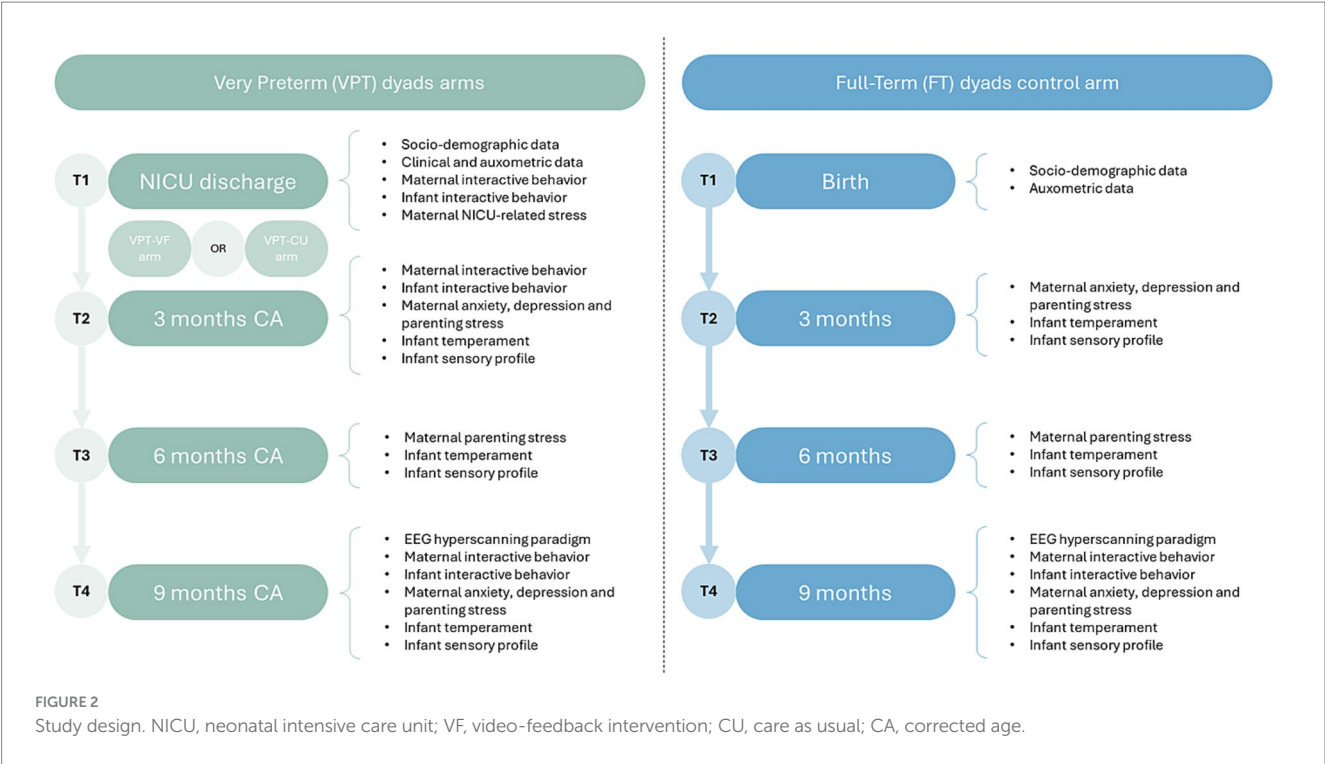 Very Preterm (VPT) dyads arms
T1
NICU discharge
• Socio-demographic data
• Clinical and auxometric data
• Maternal interactive behavior
• Infant interactive behavior
• Maternal NICU-related stress
VPT-VF
arm
OR
VPT-CU
arm
T2
3 months CA
• Maternal interactive behavior
• Infant interactive behavior
• Maternal anxiety, depression and
parenting stress
• Infant temperament
• Infant sensory profile
T3
6 months CA
• Maternal parenting stress
• Infant temperament
• Infant sensory profile
T4
9 months CA
• EEG hyperscanning paradigm
• Maternal interactive behavior
• Infant interactive behavior
• Maternal anxiety, depression and
parenting stress
• Infant temperament
• Infant sensory profile
Full-Term (FT) dyads control arm
T1
Birth
• Socio-demographic data
• Auxometric data
T2
3 months
• Maternal anxiety, depression and
parenting stress
• Infant temperament
• Infant sensory profile
T3
6 months
• Maternal parenting stress
• Infant temperament
• Infant sensory profile
T4
9 months
• EEG hyperscanning paradigm
• Maternal interactive behavior
• Infant interactive behavior
• Maternal anxiety, depression and
parenting stress
• Infant temperament
• Infant sensory profile
FIGURE 2
Study design. NICU, neonatal intensive care unit; VF, video-feedback intervention; CU, care as usual; CA, corrected age.